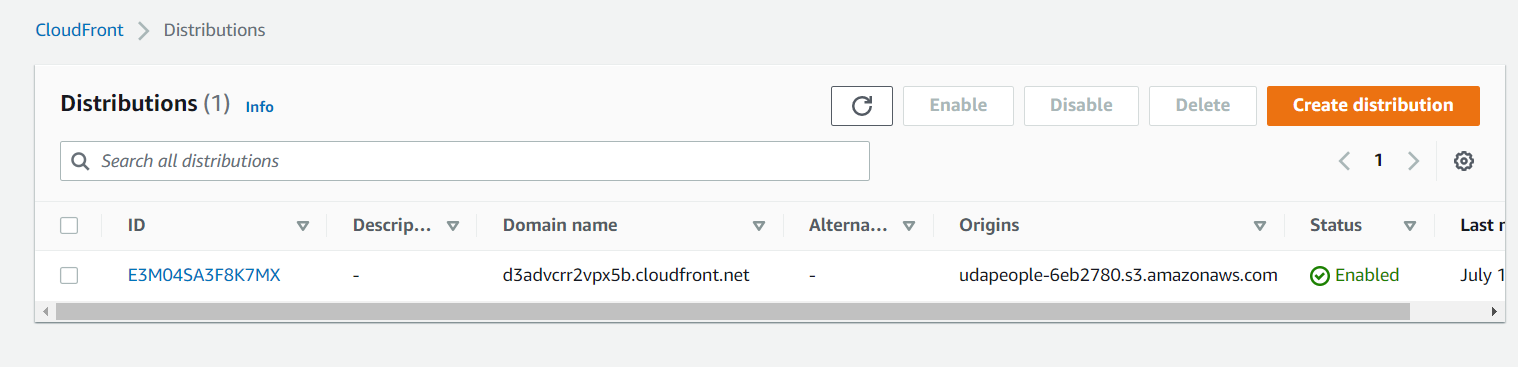 CloudFront Distributions
Distributions (1) Info
Enable Disable Delete Create distribution
Search all distributions
1
ID Descrip... Domain name Alterna... Origins Status Last
E3M04SA3F8K7MX - d3advcrr2vpx5b.cloudfront.net - udapeople-6eb2780.s3.amazonaws.com Enabled July 1